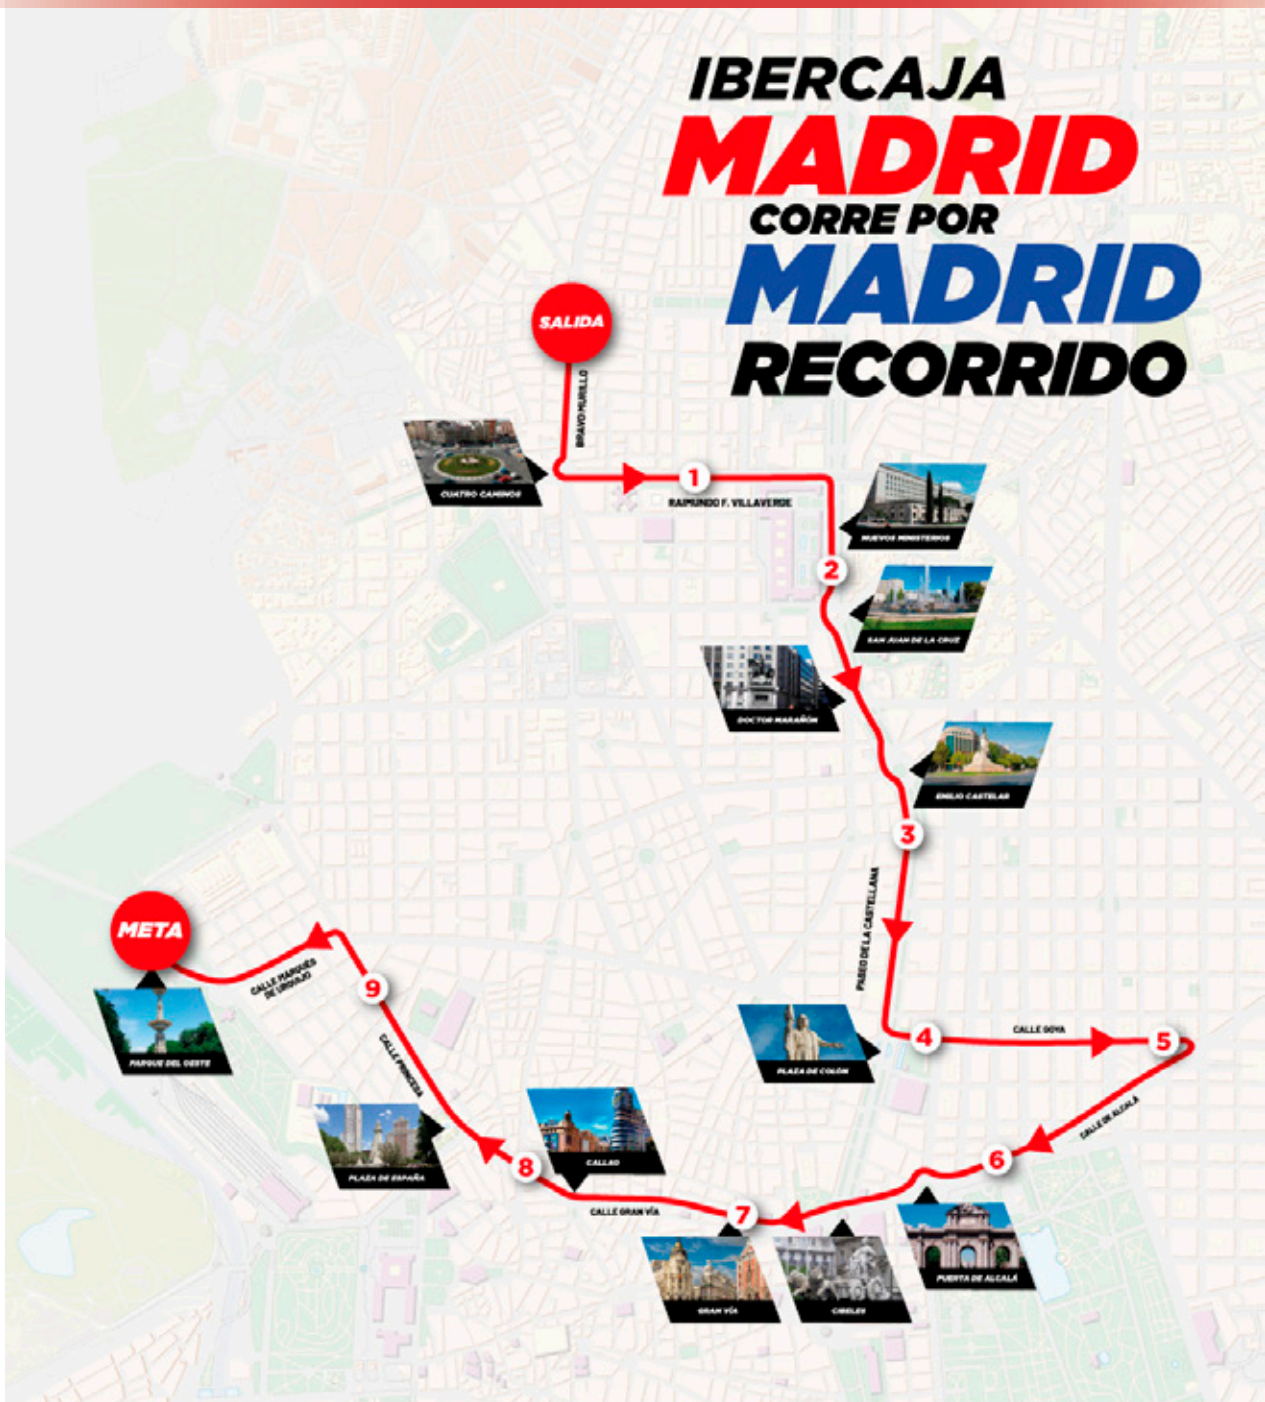 IBERCAJA
MADRID
CORRE POR
MADRID
RECORRIDO
SALIDA
BRAVO MURILLO
CUATRO CAMINOS
1
RAIMUNDO F. VILLAVERDE
NUEVOS MINISTERIOS
2
SAN JUAN DE LA CRUZ
DOCTOR MARAÑÓN
EMILIO CASTELAR
3
PASEO DE LA CASTELLANA
META
CALLE MARQUÉS
DE URQUIJO
9
PARQUE DEL OESTE
PLAZA DE COLÓN
4
CALLE GOYA
5
CALLE PRINCESA
CALLE DE ALCALÁ
PLAZA DE ESPAÑA
CALLAO
8
6
CALLE GRAN VÍA
7
GRAN VÍA
CIBELES
PUERTA DE ALCALÁ